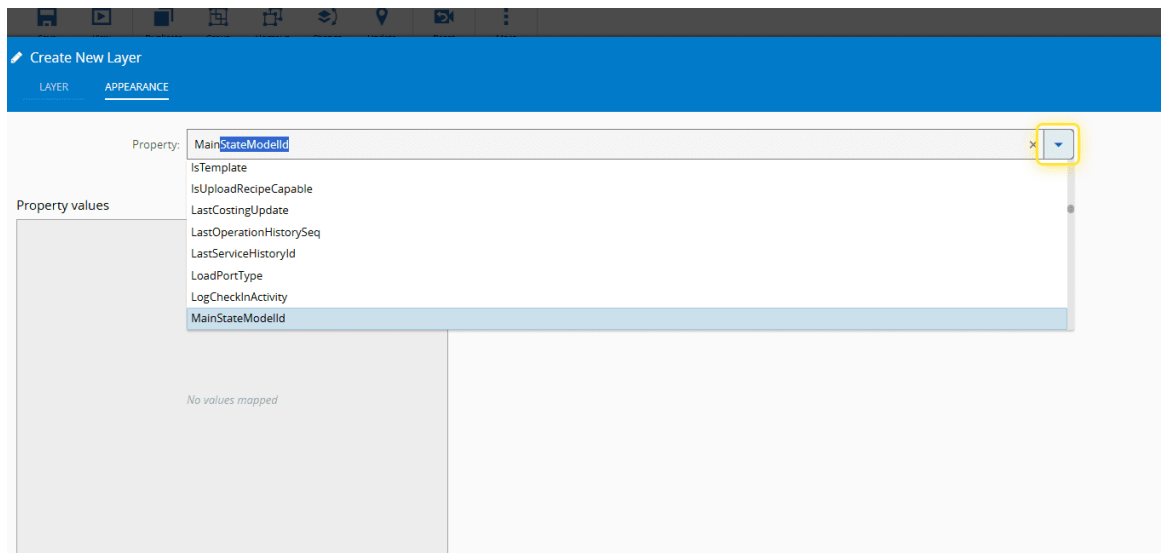 Create New Layer
LAYER APPEARANCE
Property: MainStateModelId
IsTemplate
IsUploadRecipeCapable
LastCostingUpdate
LastOperationHistorySeq
LastServiceHistoryId
LoadPortType
LogCheckInActivity
MainStateModelId
Property values
No values mapped